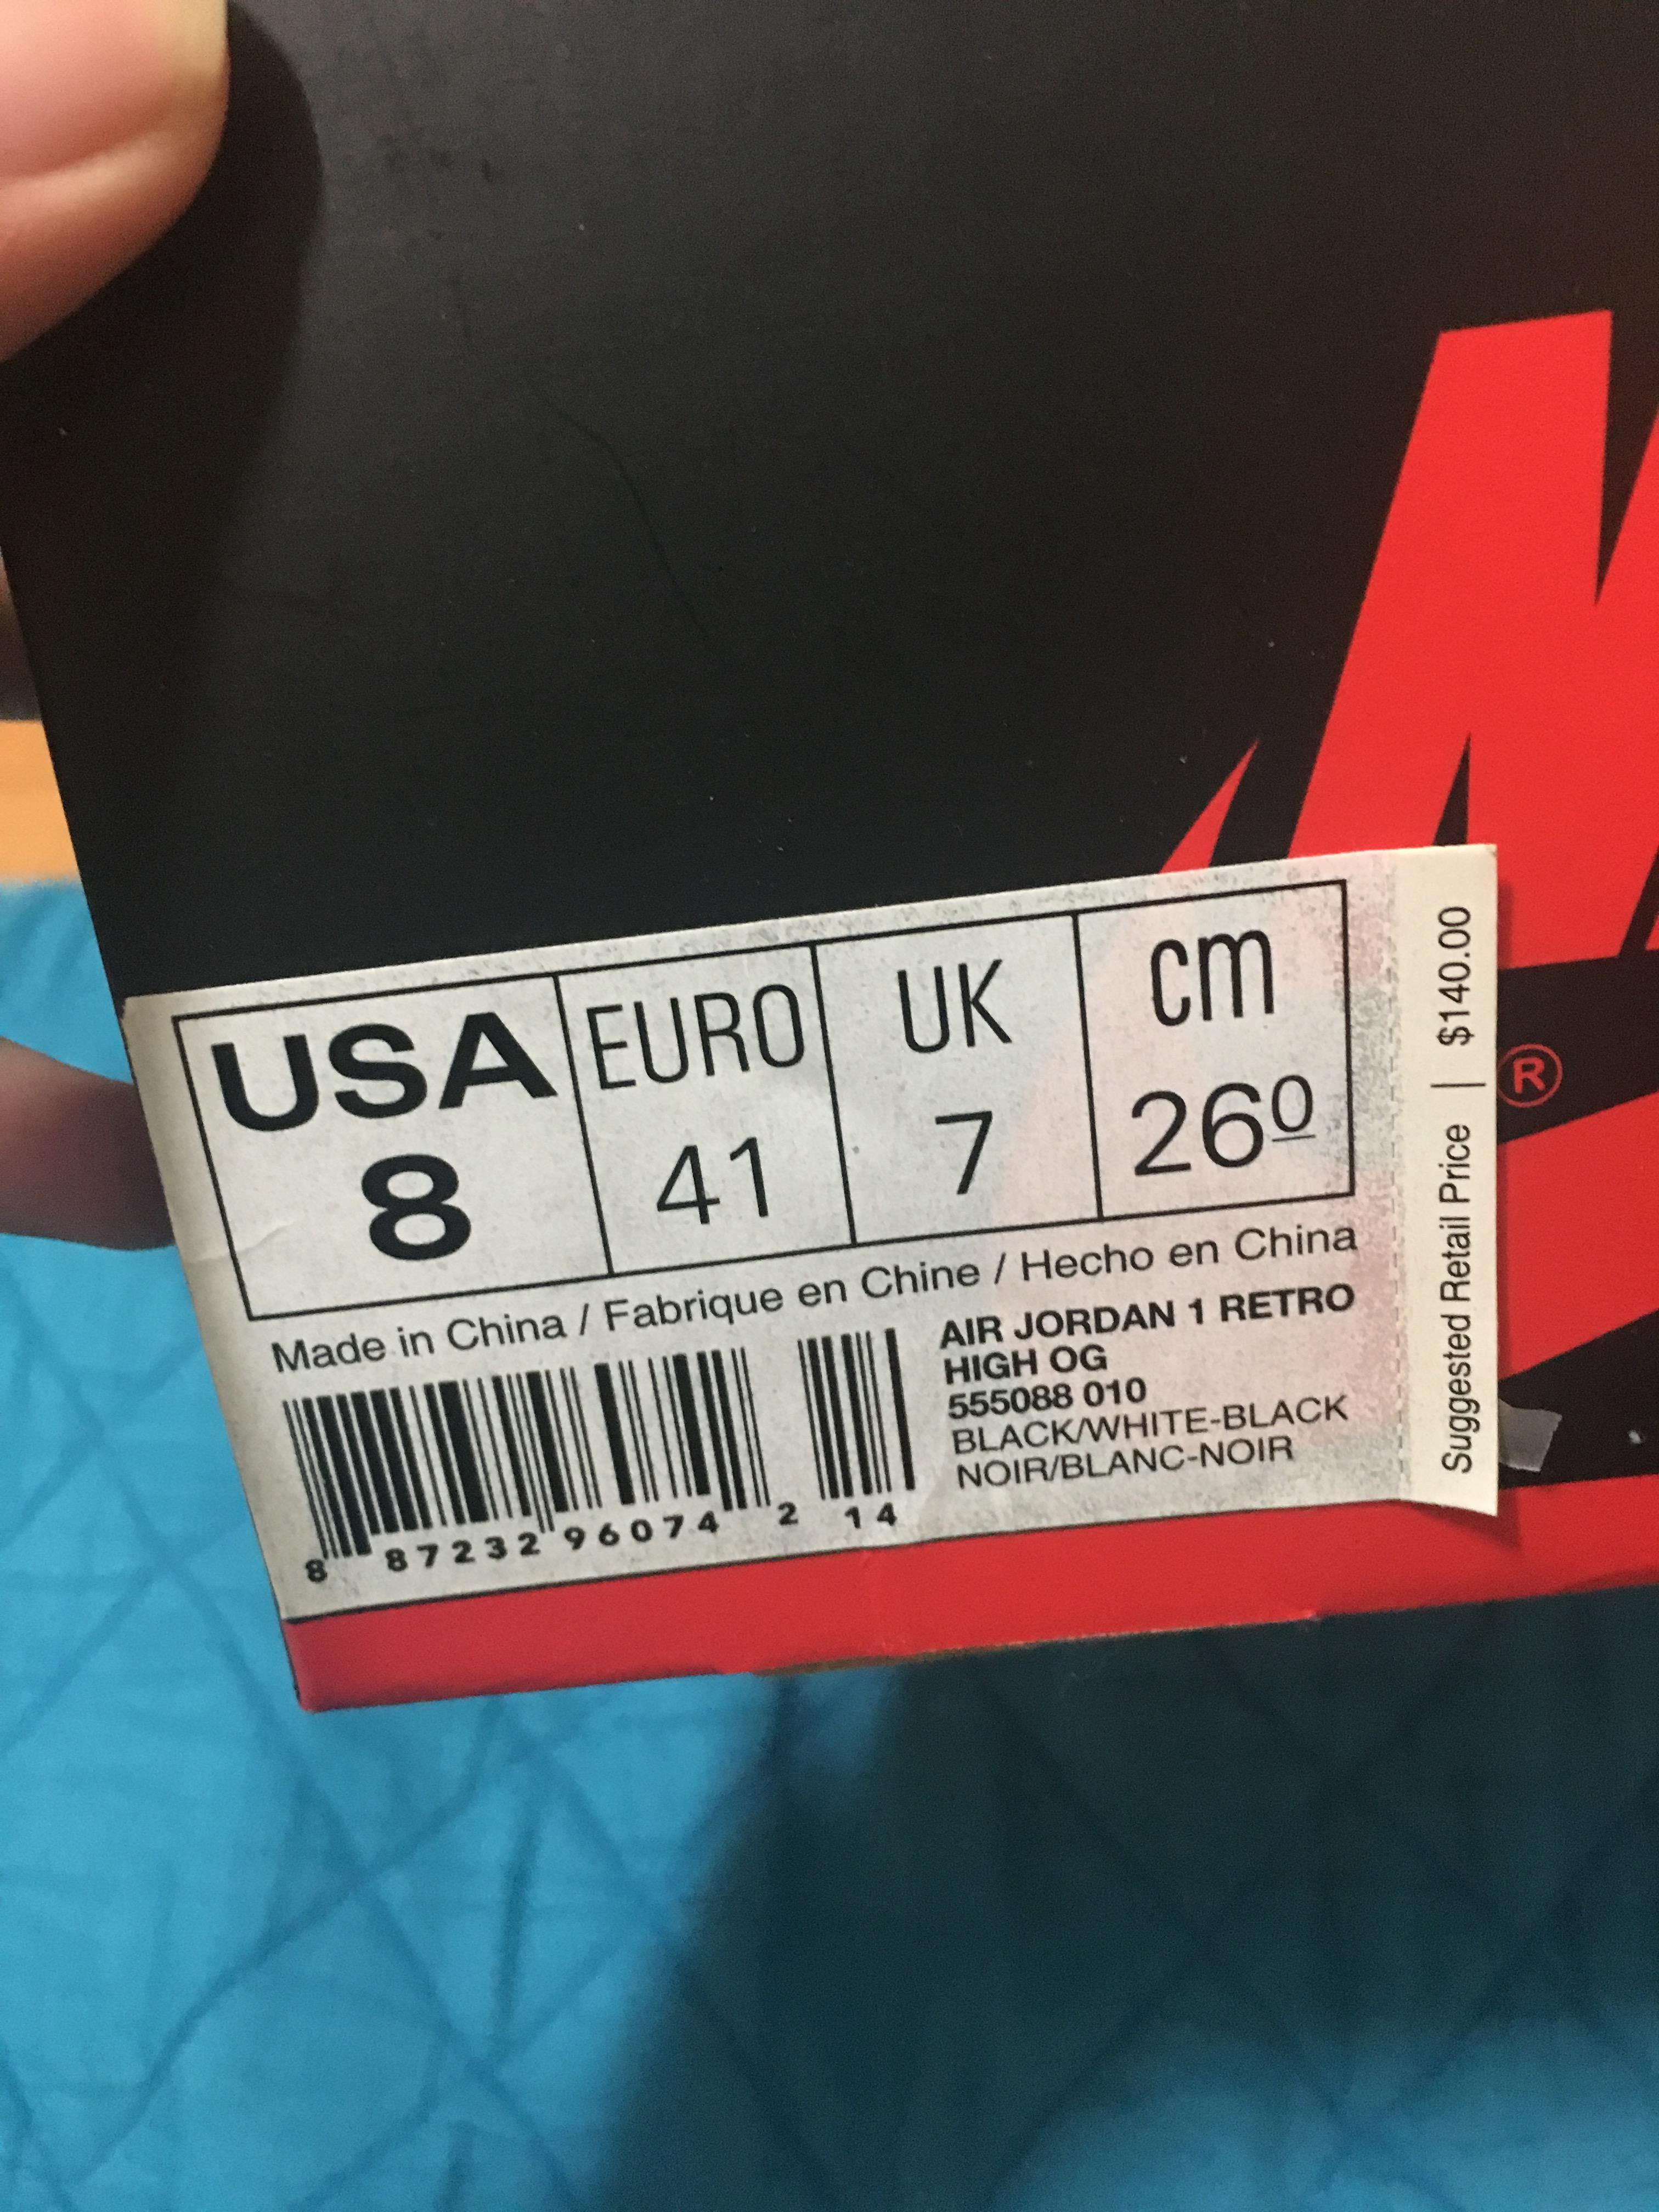 USA EURO UK cm
8 41 7 260
Made in China / Fabrique en Chine / Hecho en China
AIR JORDAN 1 RETRO
HIGH OG
555088 010
BLACK/WHITE-BLACK
NOIR/BLANC-NOIR
8 87232 96074 2 14
Suggested Retail Price | $140.00
®